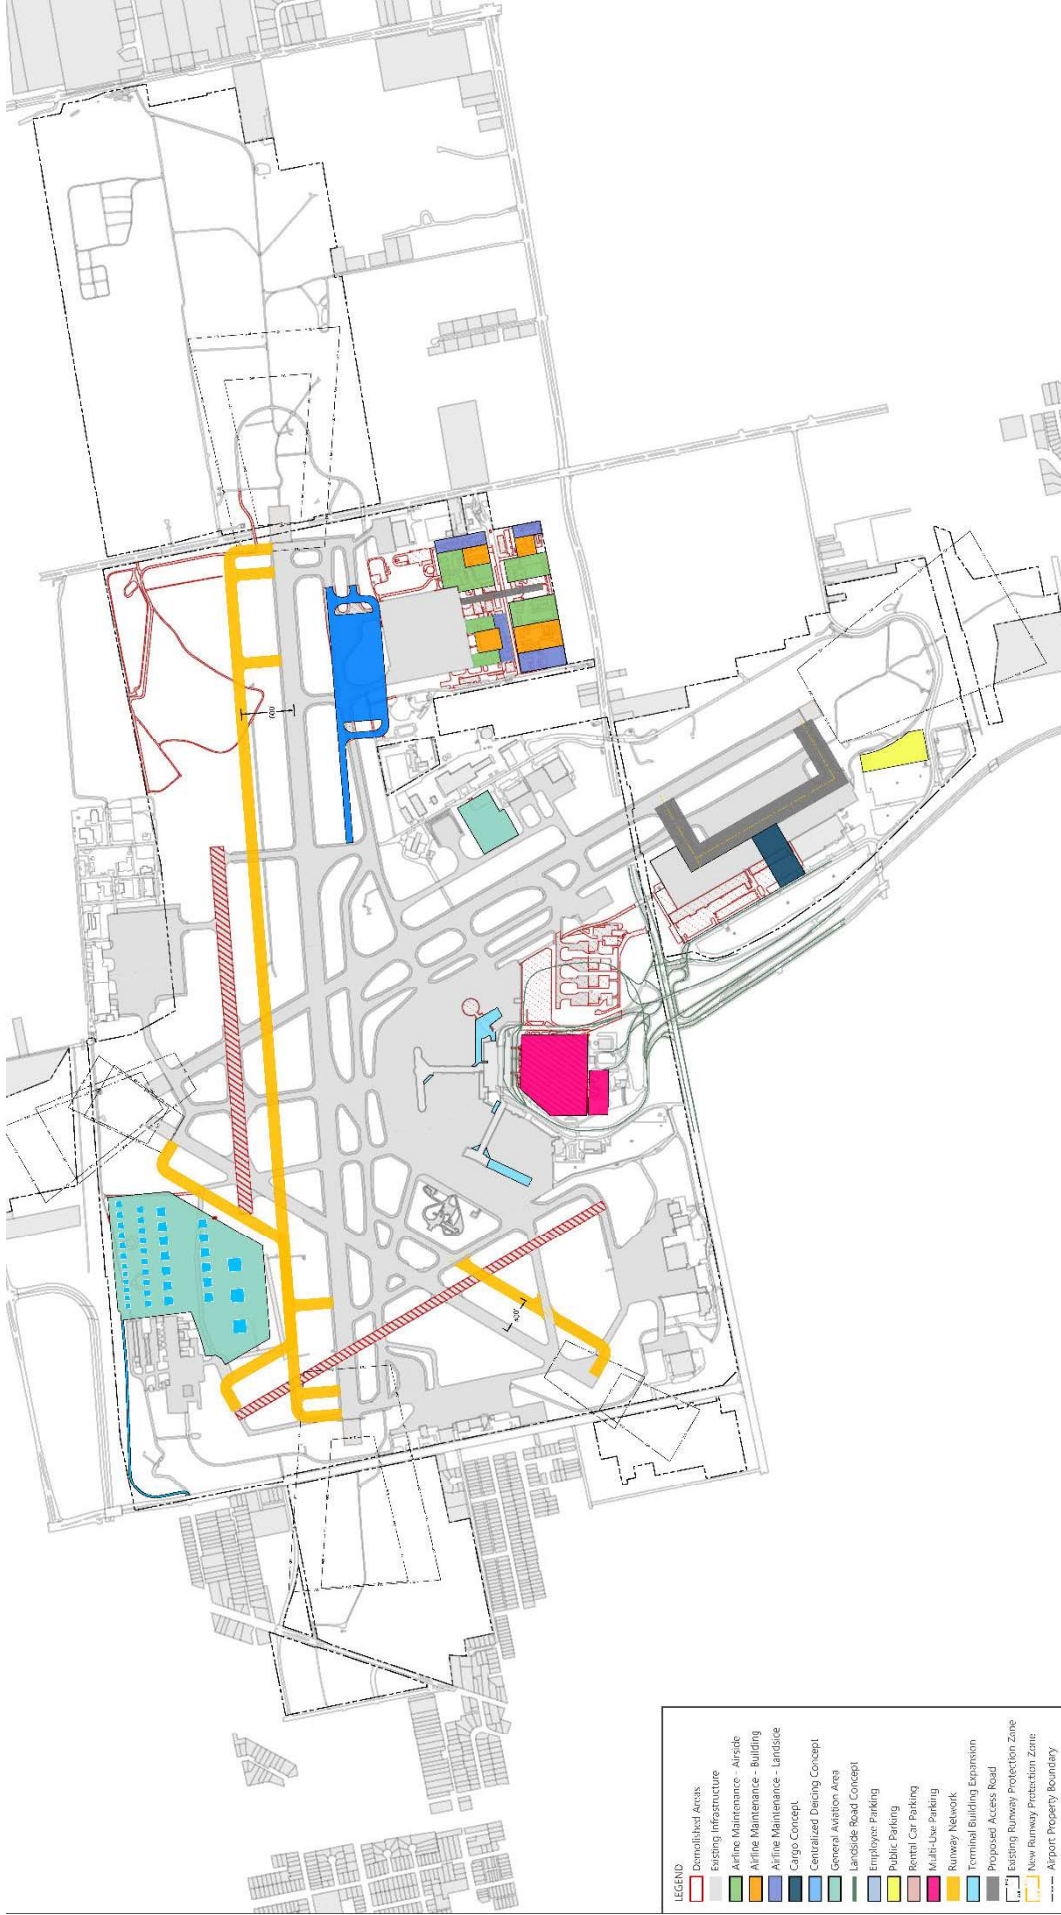 LEGEND
Demolished Areas
Existing Infrastructure
Airline Maintenance - Airside
Airline Maintenance - Building
Airline Maintenance - Landside
Cargo Concept
Centralized Deicing Concept
General Aviation Area
Landside Road Concept
Employee Parking
Public Parking
Rental Car Parking
Multi-Use Parking
Runway Network
Terminal Building Expansion
Proposed Access Road
Existing Runway Protection Zone
New Runway Protection Zone
Airport Property Boundary
400'